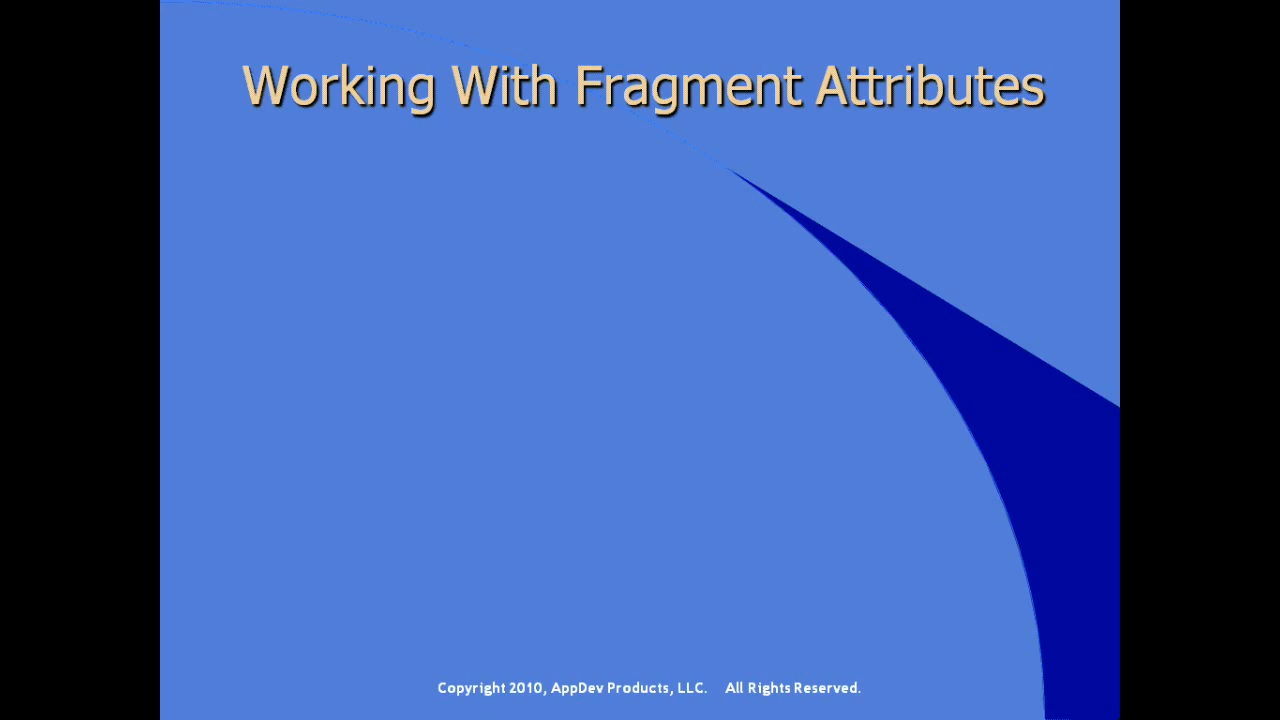 Working With Fragment Attributes
Copyright 2010, AppDev Products, LLC. All Rights Reserved.